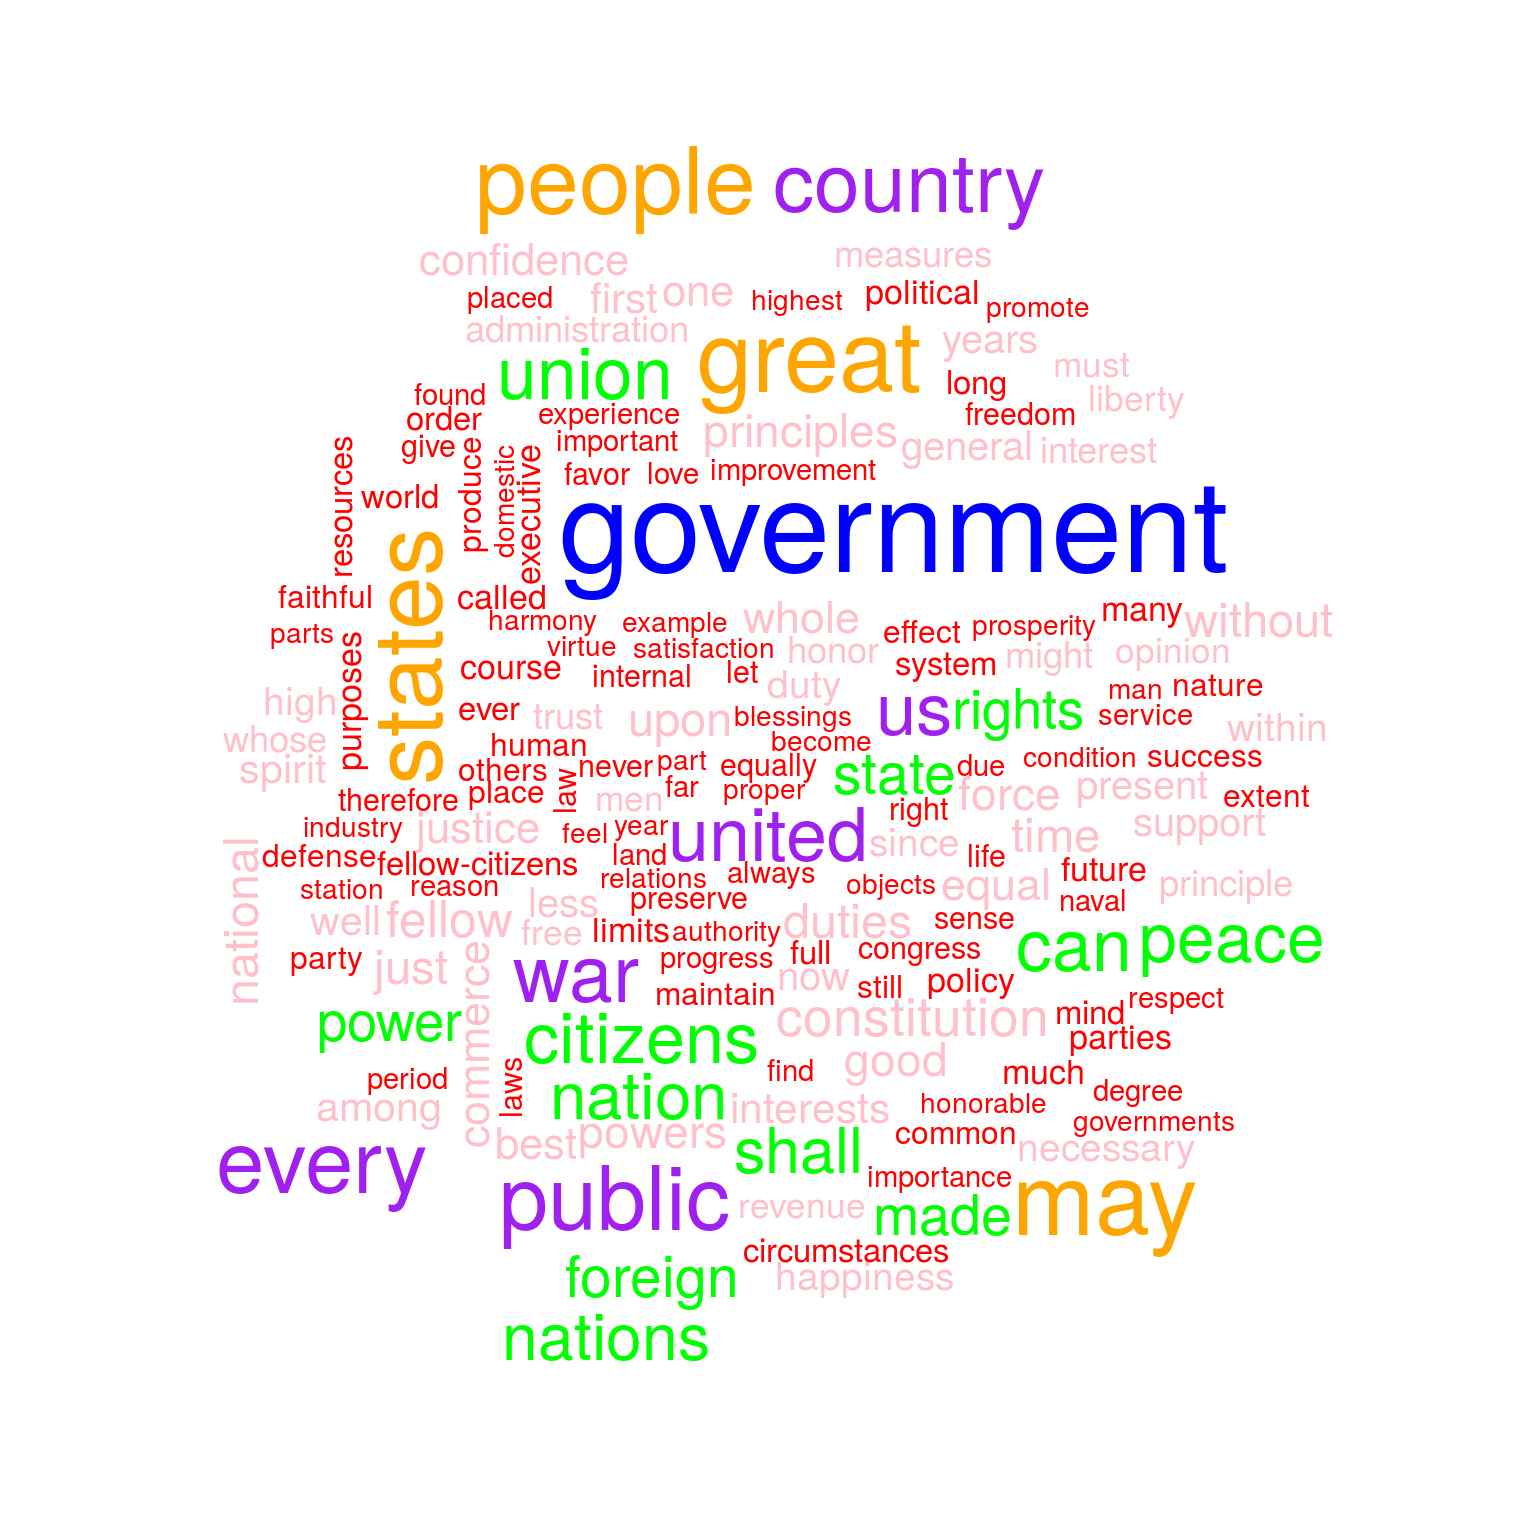 people country
confidence measures
placed first one highest political promote
administration great years
union must
found long liberty
order experience freedom
give important principles general interest
resources produce domestic executive favor love improvement
world
government
states
faithful called many
parts harmony example whole effect prosperity without
purposes virtue satisfaction honor system might opinion
course internal let duty man nature
high ever trust upon blessings us rights service within
whose human become
spirit others never part equally state due condition success
therefore place law men far proper right force present extent
industry justice feel year united since time support
national defense fellow-citizens land life future
station reason relations always objects equal principle
well fellow less preserve duties sense naval
free limits authority
party just commerce war progress full congress can peace
maintain now still policy
power citizens constitution mind respect
parties
period laws nation find good much degree
among interests honorable governments
every best powers shall common necessary
public revenue importance made may
circumstances
foreign happiness
nations